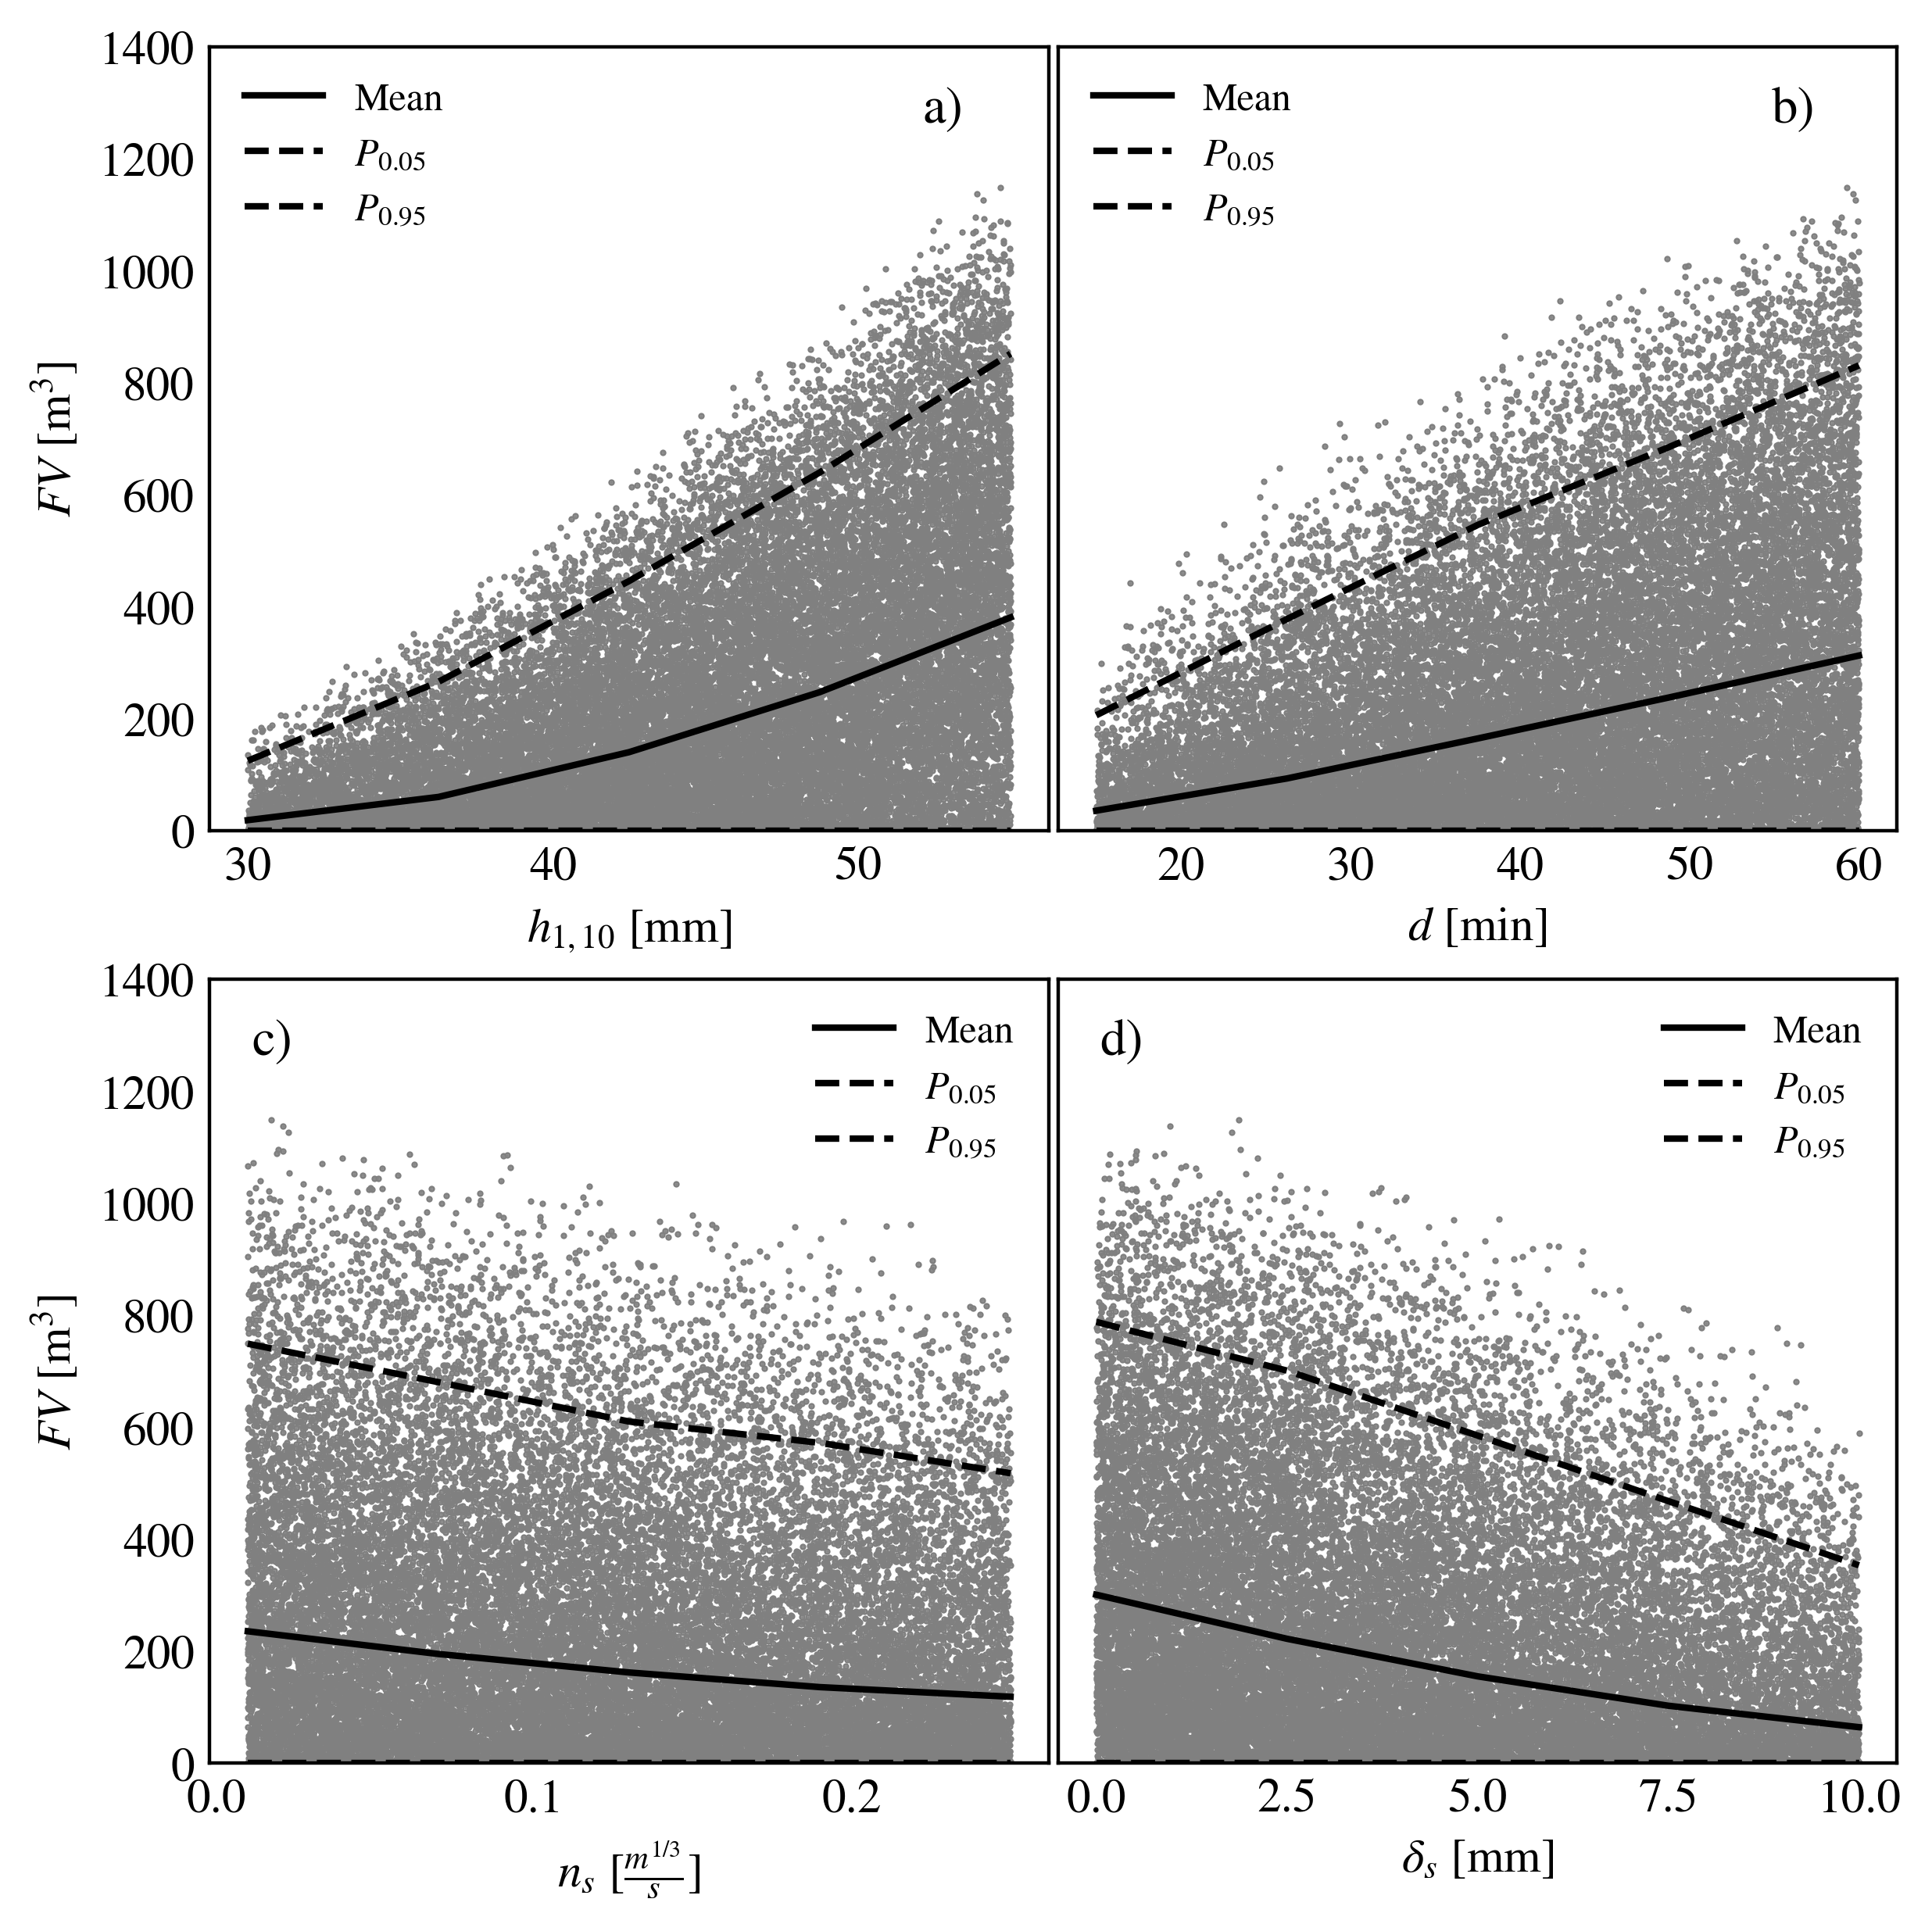 1400
1200
1000
800
600
400
200
0
FV [m³]
Mean
P₀.₀₅
P₀.₉₅
a)
30 40 50
h₁,₁₀ [mm]
Mean
P₀.₀₅
P₀.₉₅
b)
20 30 40 50 60
d [min]
1400
1200
1000
800
600
400
200
0
FV [m³]
c)
Mean
P₀.₀₅
P₀.₉₅
0.0 0.1 0.2
nₛ [m^1/3/s]
d)
Mean
P₀.₀₅
P₀.₉₅
0.0 2.5 5.0 7.5 10.0
δₛ [mm]